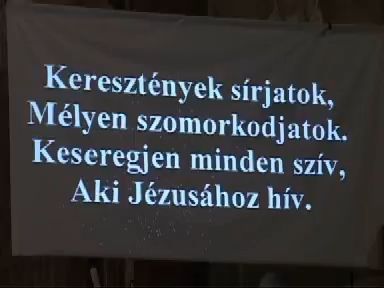 Keresztények sírjatok,
Mélyen szomorkodjatok.
Keseregjen minden szív,
Aki Jézusához hív.